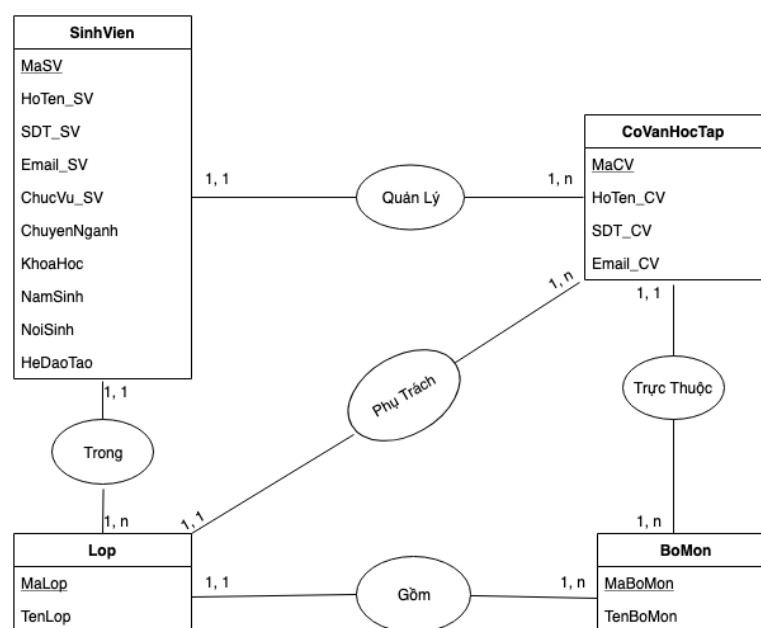 SinhVien
MaSV
HoTen_SV
SDT_SV
Email_SV
ChucVu_SV
ChuyenNganh
KhoaHoc
NamSinh
NoiSinh
HeDaoTao
1, 1
Quản Lý
1, n
CoVanHocTap
MaCV
HoTen_CV
SDT_CV
Email_CV
1, n
1, 1
Phụ Trách
Trực Thuộc
1, 1
Trong
1, n
1, 1
1, n
Lop
MaLop
TenLop
1, 1
Gồm
1, n
BoMon
MaBoMon
TenBoMon